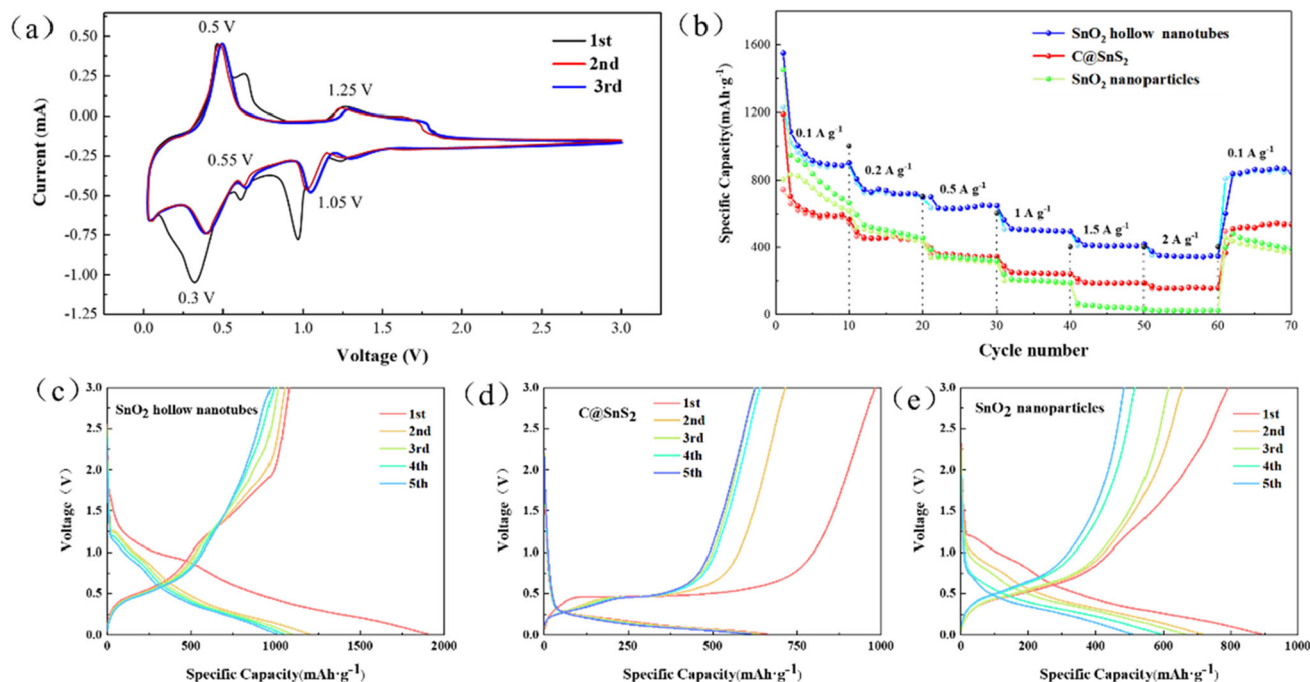 (a)
0.50
0.25
0.00
-0.25
-0.50
-0.75
-1.00
-1.25
Current (mA)
0.5 V
1.25 V
0.55 V
1.05 V
0.3 V
1st
2nd
3rd
0.0
0.5
1.0
1.5
2.0
2.5
3.0
Voltage (V)
(b)
1600
1200
800
400
0
Specific Capacity(mAh·g-1)
SnO2 hollow nanotubes
C@SnS2
SnO2 nanoparticles
0.1 A g-1
0.2 A g-1
0.5 A g-1
1 A g-1
1.5 A g-1
2 A g-1
0.1 A g-1
0
10
20
30
40
50
60
70
Cycle number
(c)
3.0
2.5
2.0
1.5
1.0
0.5
0.0
Voltage（V）
SnO2 hollow nanotubes
1st
2nd
3rd
4th
5th
0
500
1000
1500
2000
Specific Capacity(mAh·g-1)
(d)
3.0
2.5
2.0
1.5
1.0
0.5
0.0
Voltage（V）
C@SnS2
1st
2nd
3rd
4th
5th
0
250
500
750
1000
Specific Capacity(mAh·g-1)
(e)
3.0
2.5
2.0
1.5
1.0
0.5
0.0
Voltage（V）
SnO2 nanoparticles
1st
2nd
3rd
4th
5th
0
200
400
600
800
1000
Specific Capacity(mAh·g-1)